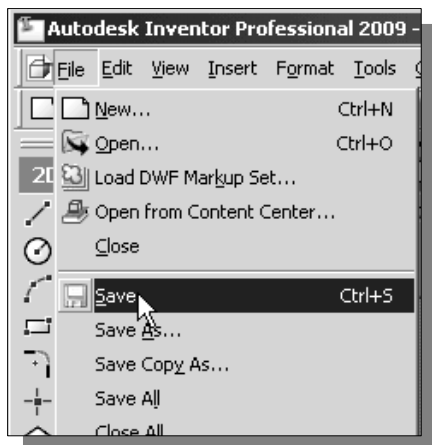 Autodesk Inventor Professional 2009 -
File Edit View Insert Format Tools
New... Ctrl+N
Open... Ctrl+O
2D
Load DWF Markup Set...
Open from Content Center...
Close
Save Ctrl+S
Save As...
Save Copy As...
Save All
Close All